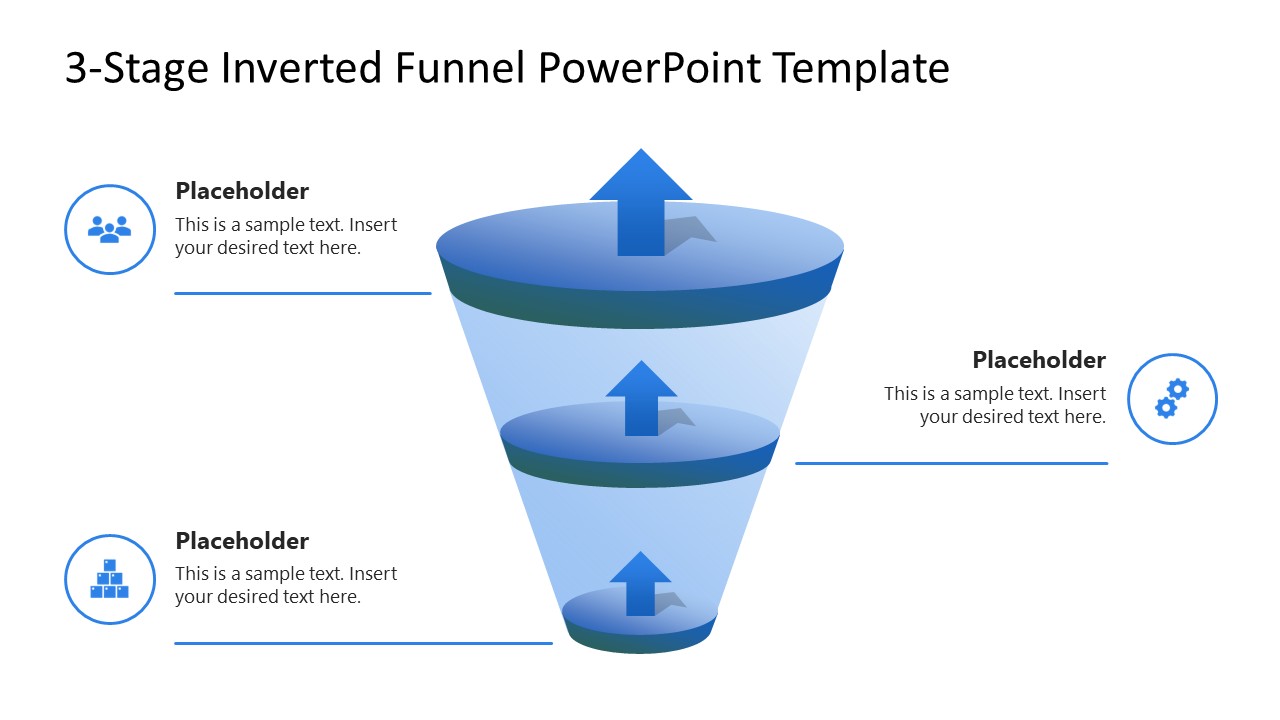 3-Stage Inverted Funnel PowerPoint Template
Placeholder
This is a sample text. Insert
your desired text here.
Placeholder
This is a sample text. Insert
your desired text here.
Placeholder
This is a sample text. Insert
your desired text here.